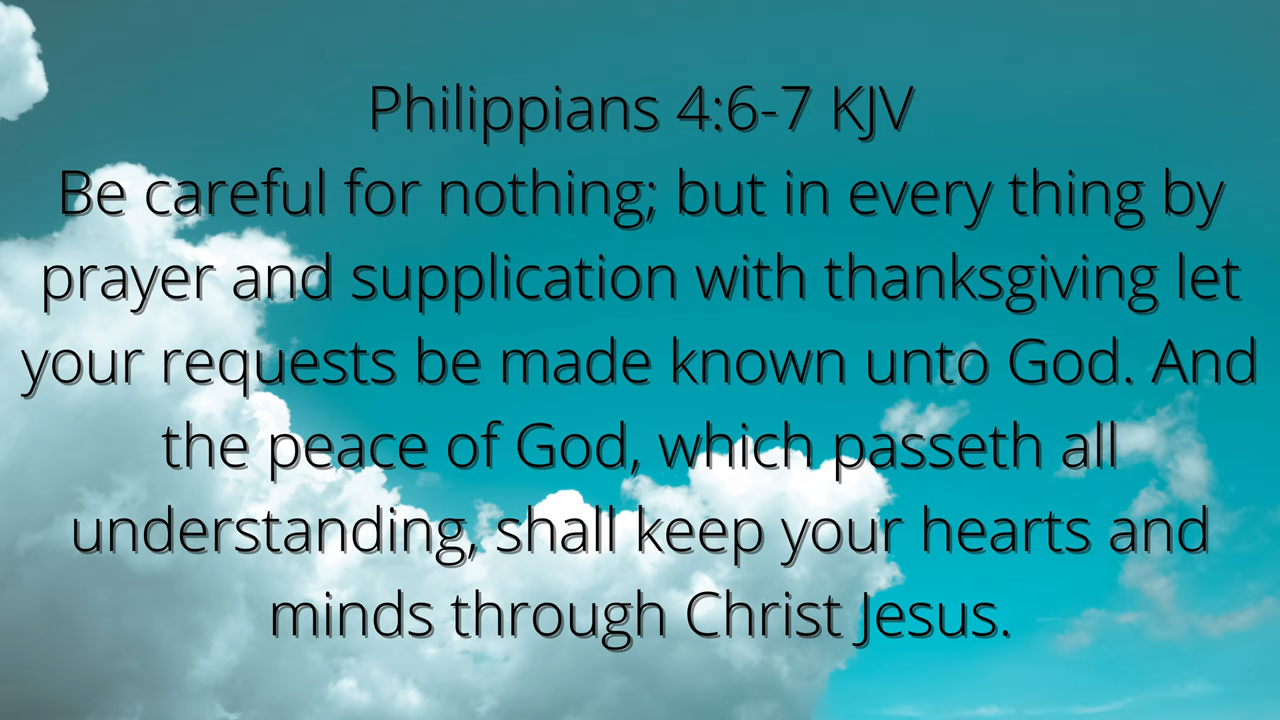 Philippians 4:6-7 KJV
Be careful for nothing; but in every thing by
prayer and supplication with thanksgiving let
your requests be made known unto God. And
the peace of God, which passeth all
understanding, shall keep your hearts and
minds through Christ Jesus.